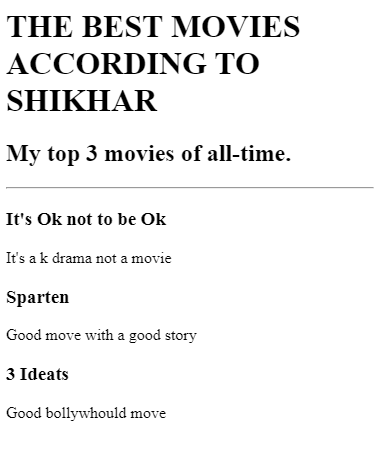 THE BEST MOVIES
ACCORDING TO
SHIKHAR
My top 3 movies of all-time.
It's Ok not to be Ok
It's a k drama not a movie
Sparten
Good move with a good story
3 Ideats
Good bollywhould move